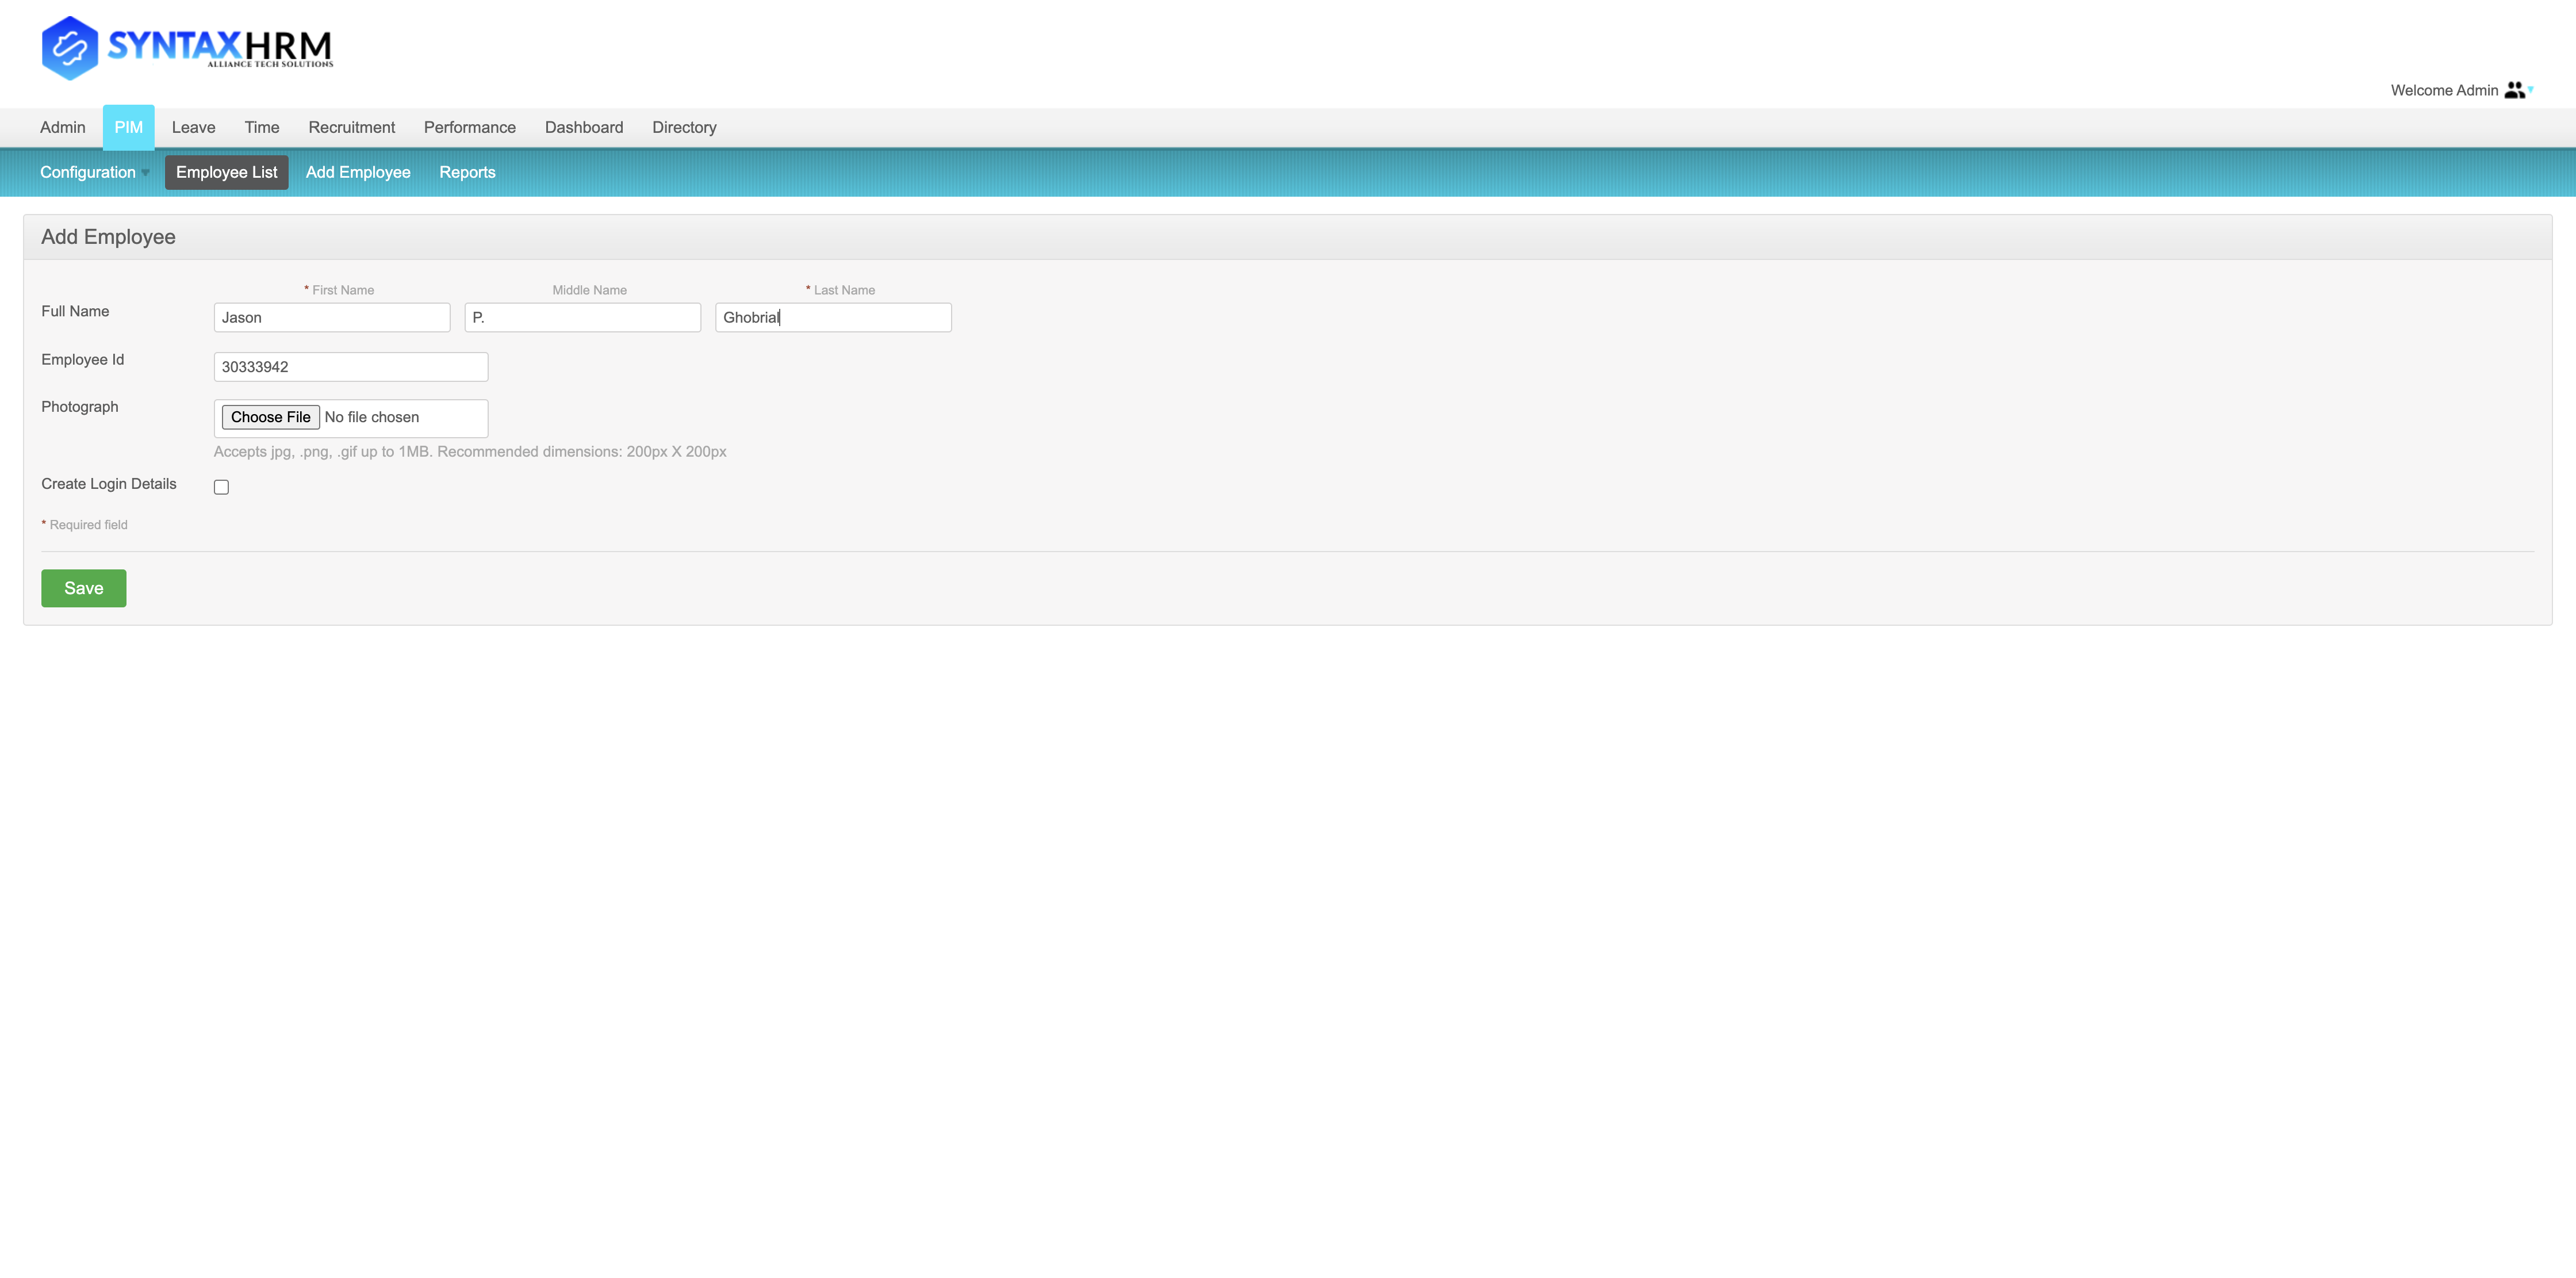 SYNTAXHRM
ALLIANCE TECH SOLUTIONS
Welcome Admin
Admin PIM Leave Time Recruitment Performance Dashboard Directory
Configuration Employee List Add Employee Reports
Add Employee
* First Name Middle Name * Last Name
Full Name Jason P. Ghobrial
Employee Id 30333942
Photograph Choose File No file chosen
Accepts jpg, .png, .gif up to 1MB. Recommended dimensions: 200px X 200px
Create Login Details
* Required field
Save